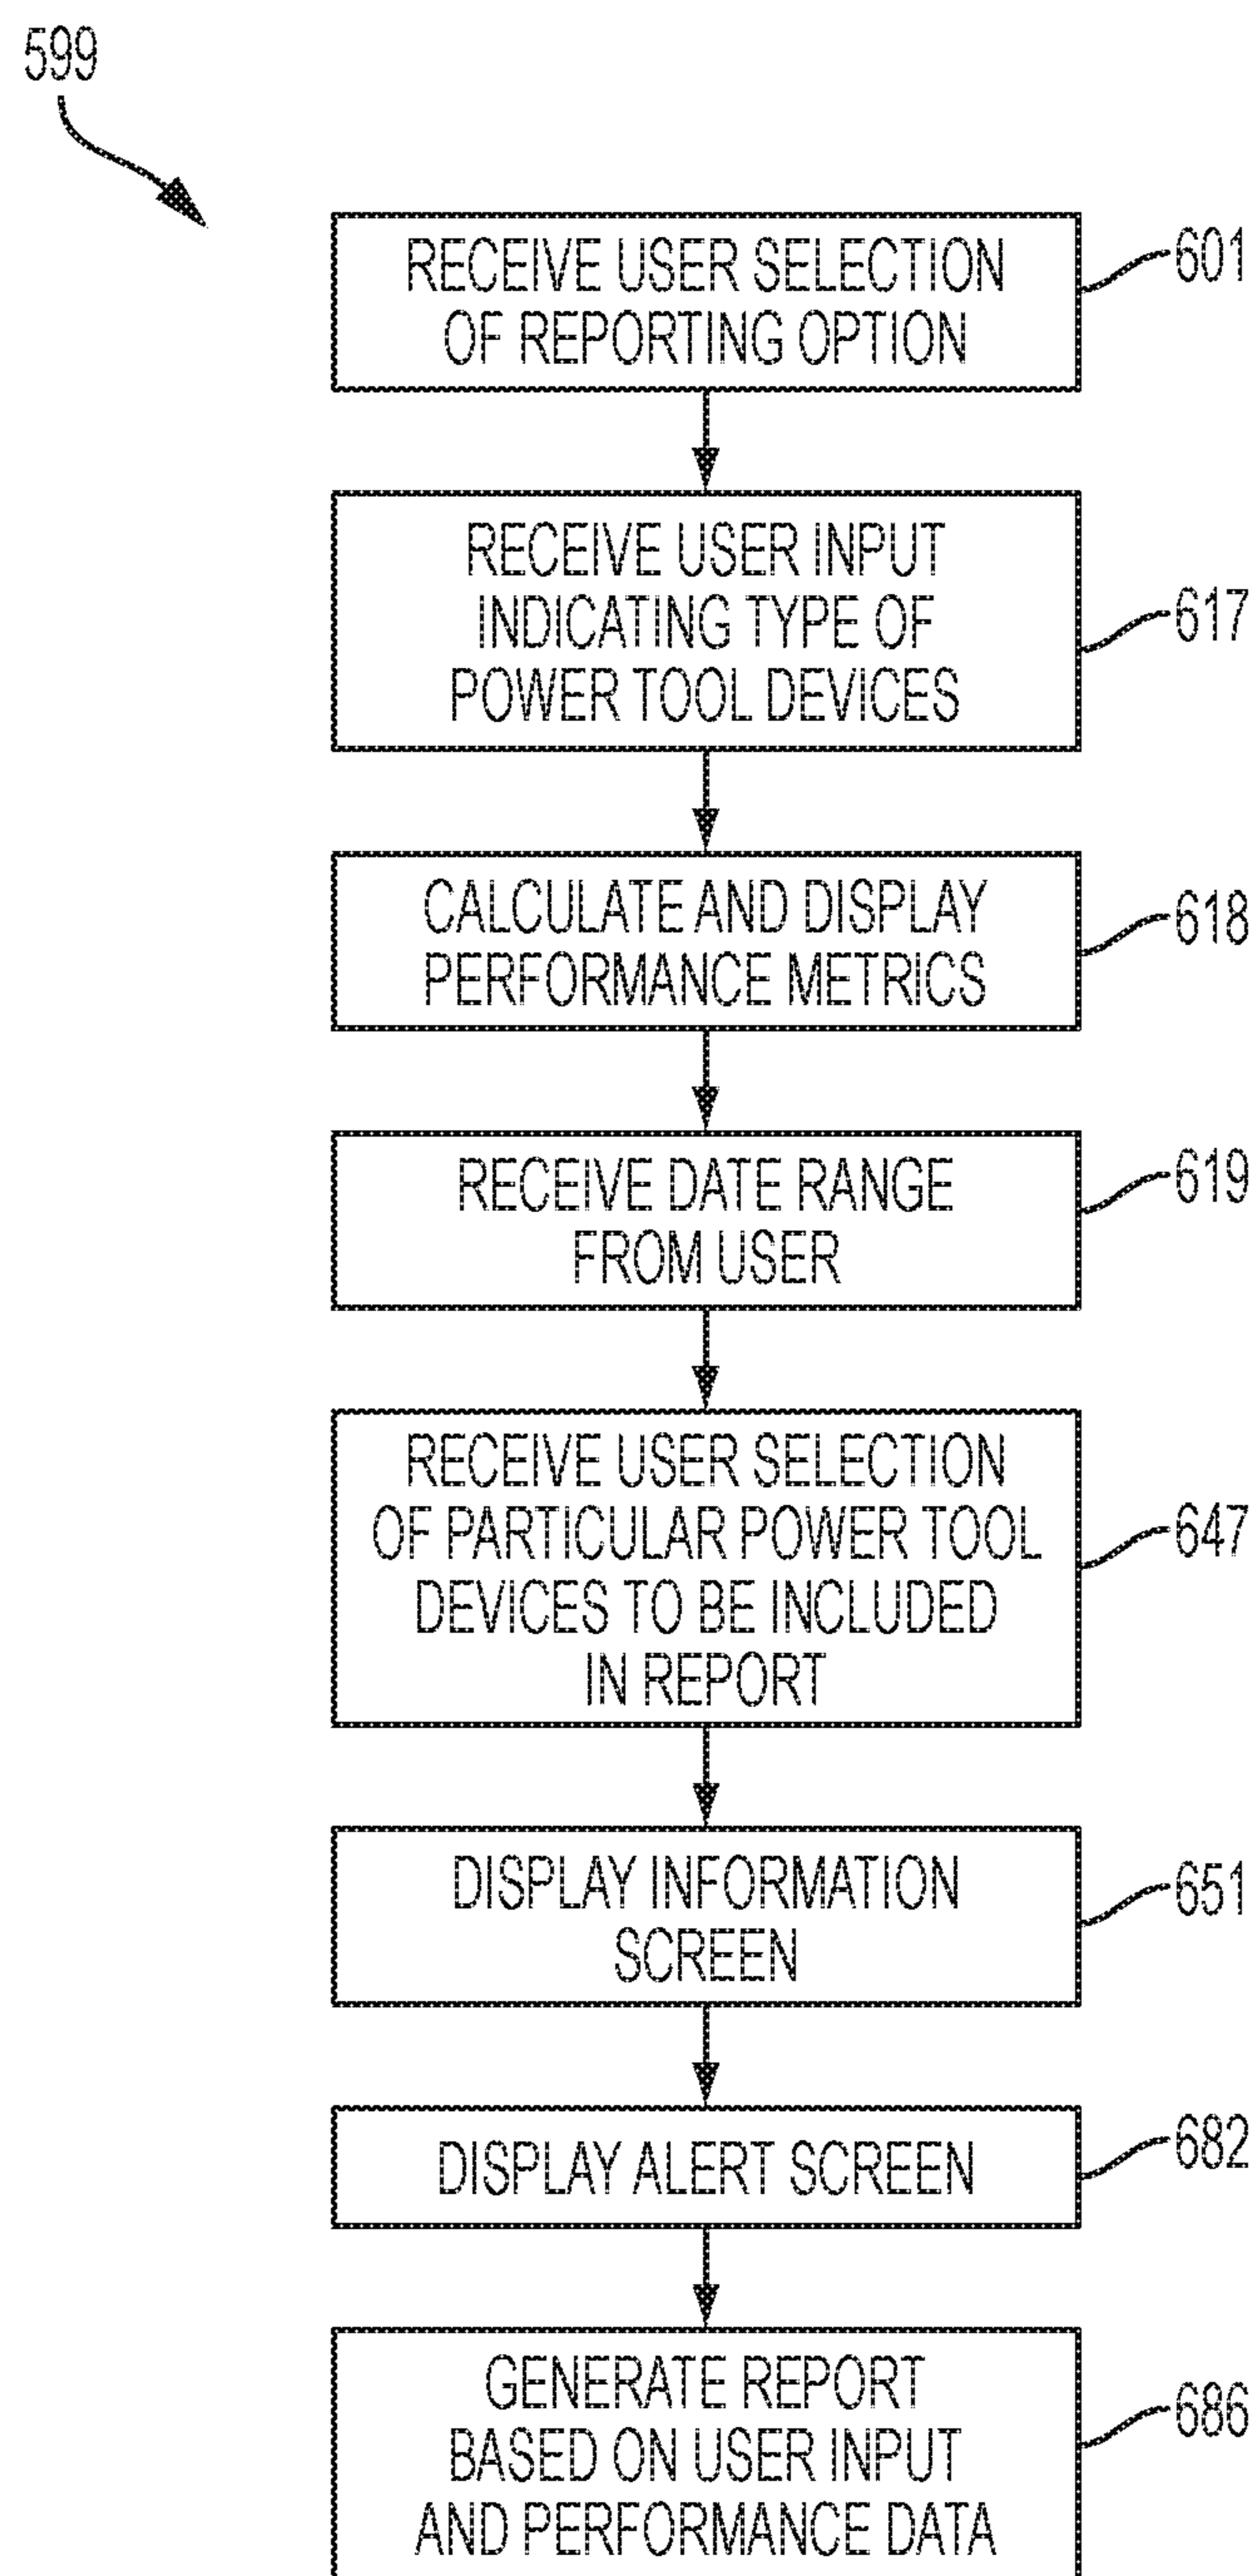 599
RECEIVE USER SELECTION
OF REPORTING OPTION
601
RECEIVE USER INPUT
INDICATING TYPE OF
POWER TOOL DEVICES
617
CALCULATE AND DISPLAY
PERFORMANCE METRICS
618
RECEIVE DATE RANGE
FROM USER
619
RECEIVE USER SELECTION
OF PARTICULAR POWER TOOL
DEVICES TO BE INCLUDED
IN REPORT
647
DISPLAY INFORMATION
SCREEN
651
DISPLAY ALERT SCREEN
682
GENERATE REPORT
BASED ON USER INPUT
AND PERFORMANCE DATA
686